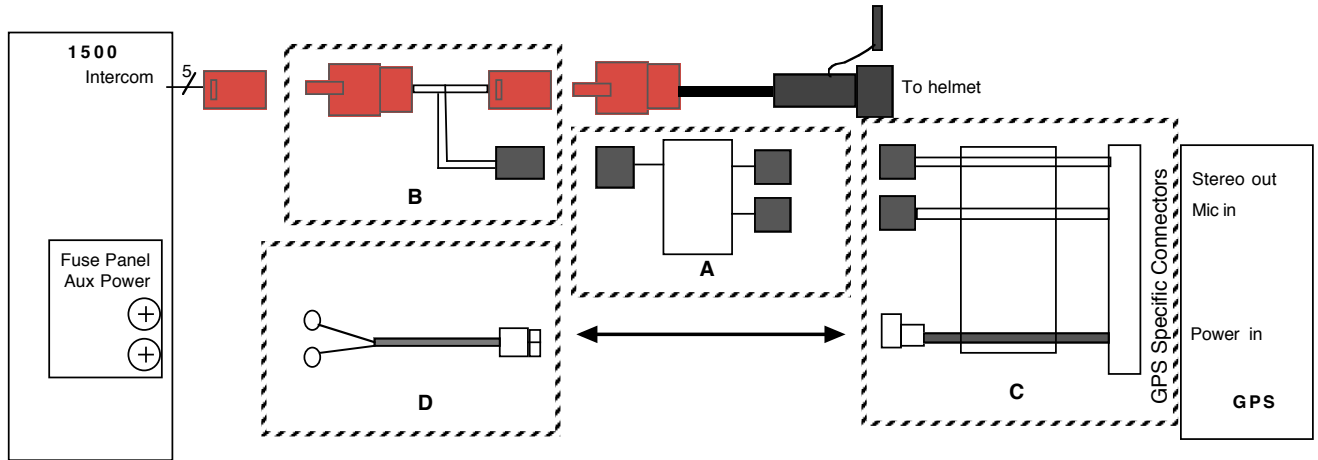 1500
Intercom
5
To helmet
B
A
Stereo out
Mic in
GPS Specific Connectors
Fuse Panel
Aux Power
Power in
D
C
GPS